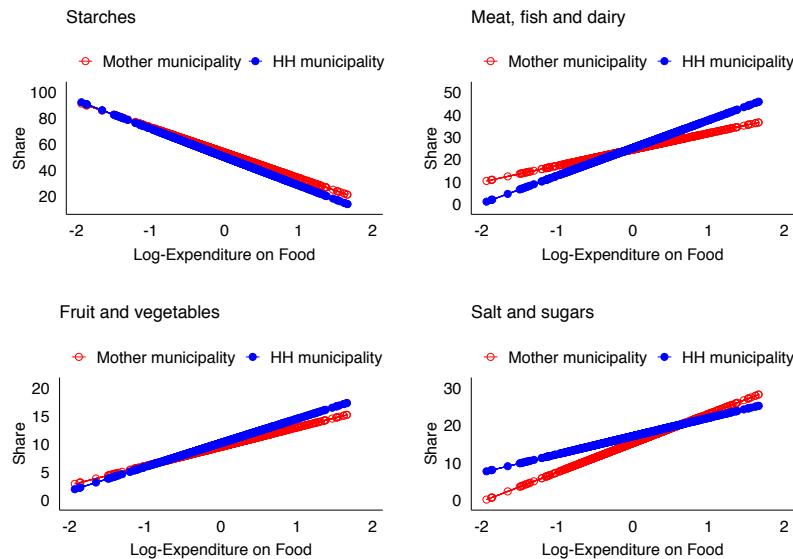 Starches
Mother municipality HH municipality
100
80
60
40
20
Share
-2 -1 0 1 2
Log-Expenditure on Food
Meat, fish and dairy
Mother municipality HH municipality
50
40
30
20
10
0
Share
-2 -1 0 1 2
Log-Expenditure on Food
Fruit and vegetables
Mother municipality HH municipality
20
15
10
5
0
Share
-2 -1 0 1 2
Log-Expenditure on Food
Salt and sugars
Mother municipality HH municipality
30
20
10
0
Share
-2 -1 0 1 2
Log-Expenditure on Food